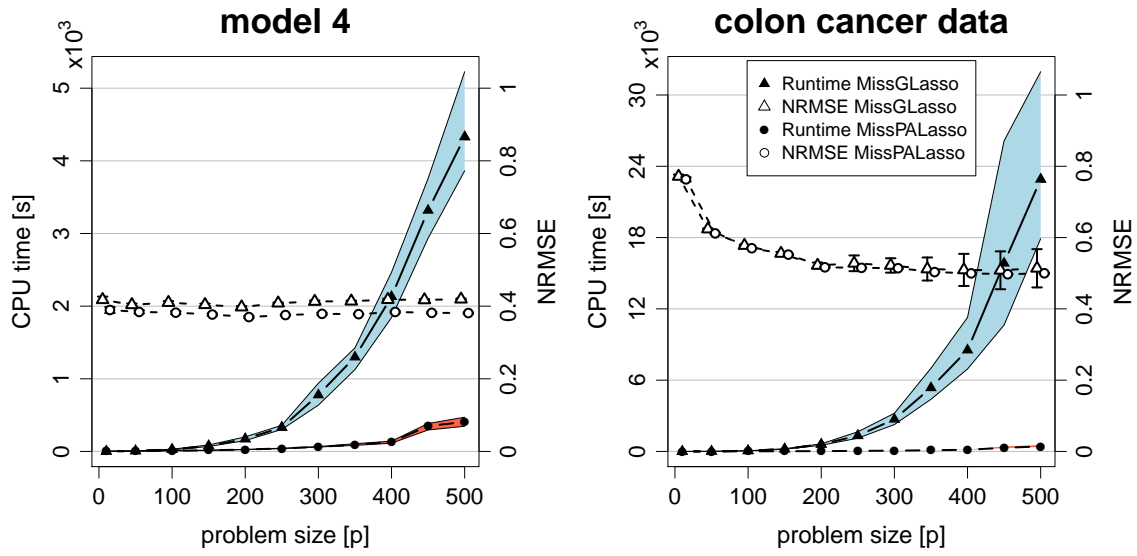 model 4
x10³
5
4
3
2
1
0
CPU time [s]
1
0.8
0.6
0.4
0.2
0
NRMSE
0
100
200
300
400
500
problem size [p]
colon cancer data
x10³
30
24
18
12
6
0
CPU time [s]
Runtime MissGLasso
NRMSE MissGLasso
Runtime MissPALasso
NRMSE MissPALasso
1
0.8
0.6
0.4
0.2
0
NRMSE
0
100
200
300
400
500
problem size [p]